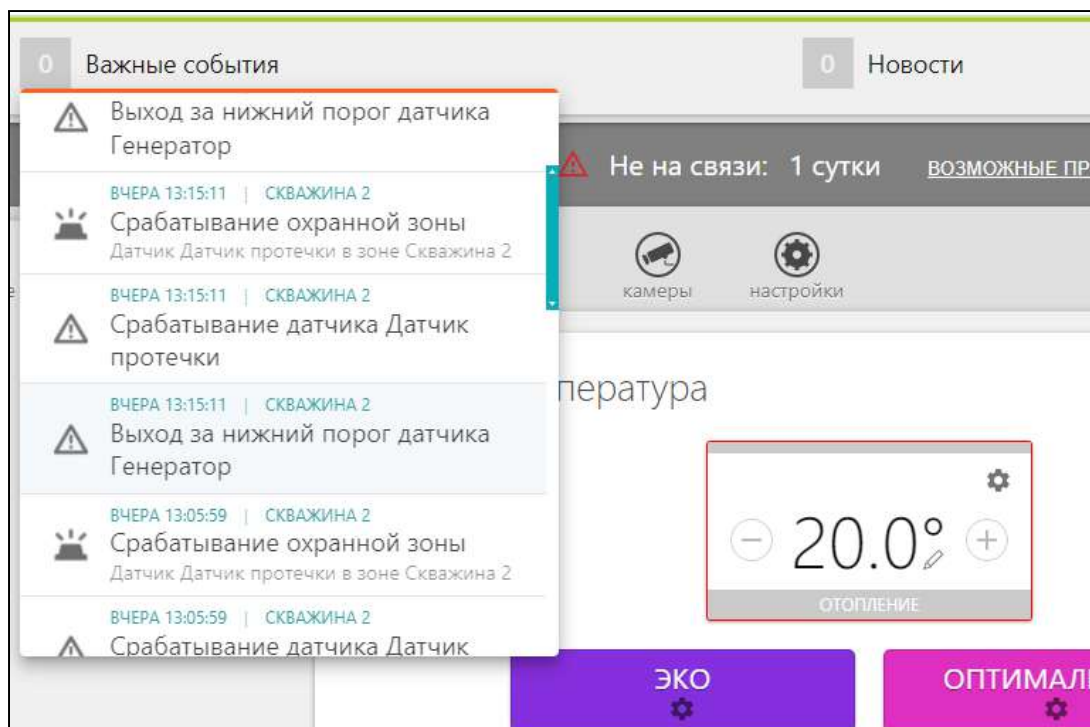 0 Важные события
0 Новости
Выход за нижний порог датчика
Генератор
ВЧЕРА 13:15:11 | СКВАЖИНА 2
Срабатывание охранной зоны
Датчик Датчик протечки в зоне Скважина 2
ВЧЕРА 13:15:11 | СКВАЖИНА 2
Срабатывание датчика Датчик
протечки
ВЧЕРА 13:15:11 | СКВАЖИНА 2
Выход за нижний порог датчика
Генератор
ВЧЕРА 13:05:59 | СКВАЖИНА 2
Срабатывание охранной зоны
Датчик Датчик протечки в зоне Скважина 2
ВЧЕРА 13:05:59 | СКВАЖИНА 2
Срабатывание датчика Датчик
Не на связи: 1 сутки ВОЗМОЖНЫЕ ПР
камеры настройки
пература
20.0°
ОТОПЛЕНИЕ
ЭКО
ОПТИМАЛ